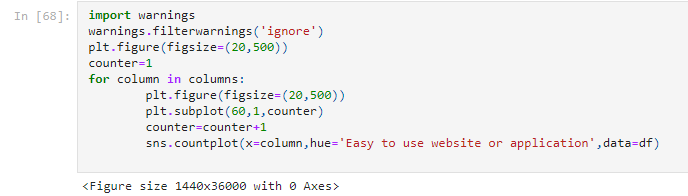 In [68]:
import warnings
warnings.filterwarnings('ignore')
plt.figure(figsize=(20,500))
counter=1
for column in columns:
        plt.figure(figsize=(20,500))
        plt.subplot(60,1,counter)
        counter=counter+1
        sns.countplot(x=column,hue='Easy to use website or application',data=df)
<Figure size 1440x36000 with 0 Axes>